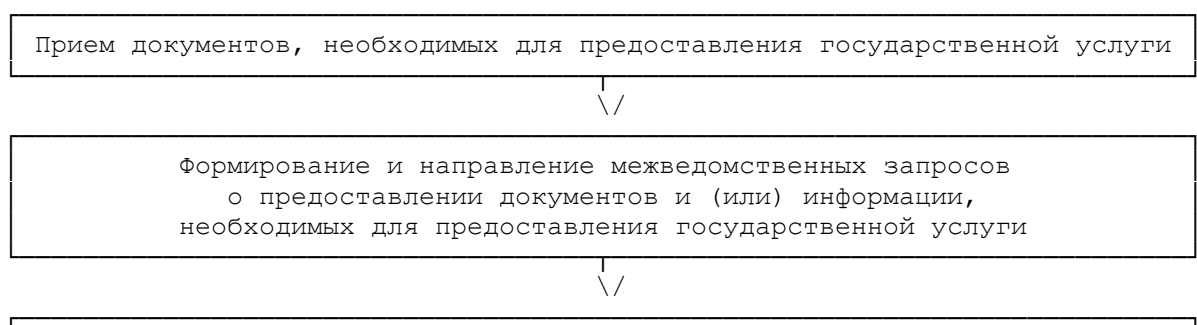 Прием документов, необходимых для предоставления государственной услуги
\/
Формирование и направление межведомственных запросов
о предоставлении документов и (или) информации,
необходимых для предоставления государственной услуги
\/